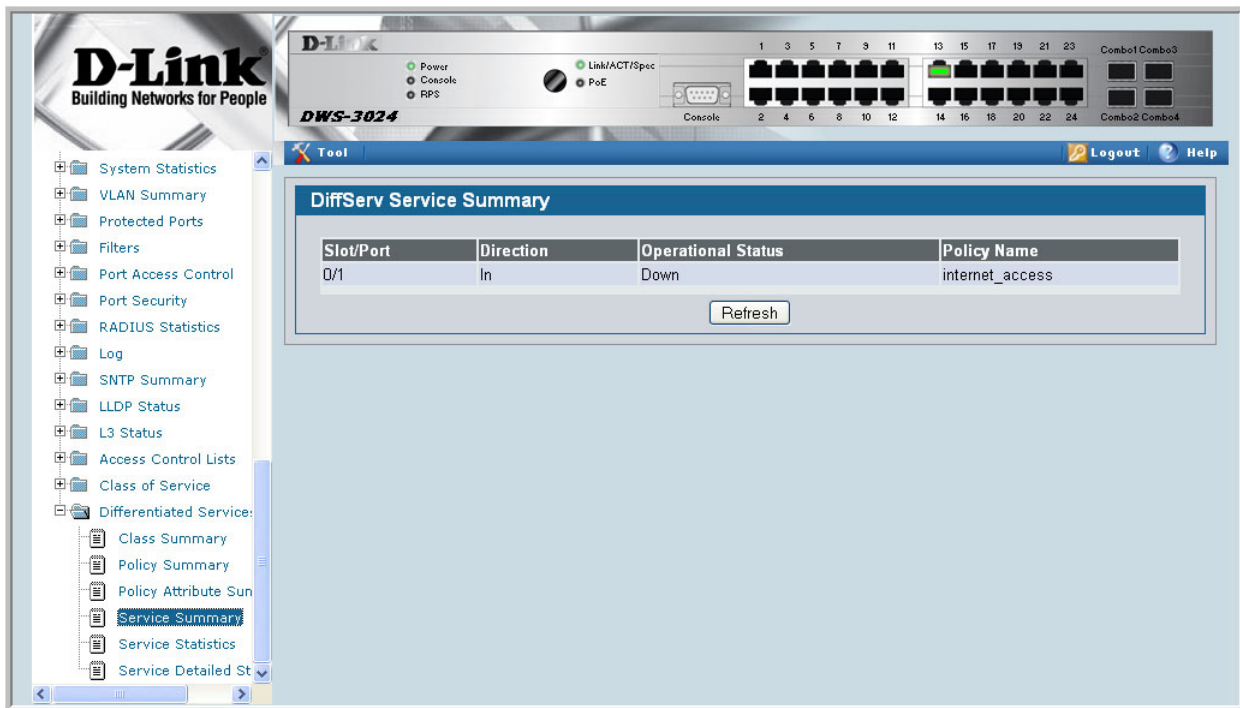 D-Link
Building Networks for People
D-Link
Power
Console
RPS
Link/ACT/Spec
PoE
DWS-3024
Console
1 3 5 7 9 11
13 15 17 19 21 23
2 4 6 8 10 12
14 16 18 20 22 24
Combo1 Combo3
Combo2 Combo4
Tool
Logout
Help
System Statistics
VLAN Summary
Protected Ports
Filters
Port Access Control
Port Security
RADIUS Statistics
Log
SNTP Summary
LLDP Status
L3 Status
Access Control Lists
Class of Service
Differentiated Services
Class Summary
Policy Summary
Policy Attribute Sun
Service Summary
Service Statistics
Service Detailed St
DiffServ Service Summary
Slot/Port Direction Operational Status Policy Name
0/1 In Down internet_access
Refresh